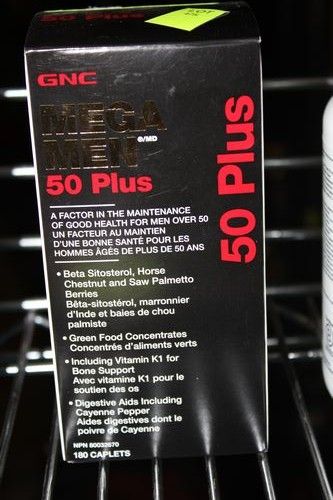 GNC
MEGA
MEN ®/MD
50 Plus
50 Plus
A FACTOR IN THE MAINTENANCE
OF GOOD HEALTH FOR MEN OVER 50
UN FACTEUR AU MAINTIEN
D'UNE BONNE SANTÉ POUR LES
HOMMES ÂGÉS DE PLUS DE 50 ANS
• Beta Sitosterol, Horse
Chestnut and Saw Palmetto
Berries
Bêta-sitostérol, marronnier
d'Inde et baies de chou
palmiste
• Green Food Concentrates
Concentrés d'aliments verts
• Including Vitamin K1 for
Bone Support
Avec vitamine K1 pour le
soutien des os
• Digestive Aids Including
Cayenne Pepper
Aides digestives dont le
poivre de Cayenne
NPN 80032670
180 CAPLETS